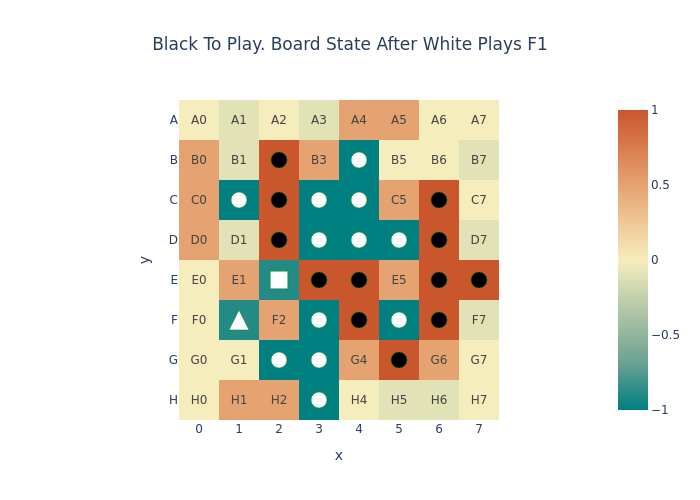 Black To Play. Board State After White Plays F1
A A0 A1 A2 A3 A4 A5 A6 A7
B B0 B1 B3 B5 B6 B7
C C0 C5 C7
D D0 D1 D7
E E0 E1 E5
F F0 F2 F7
G G0 G1 G4 G6 G7
H H0 H1 H2 H4 H5 H6 H7
0 1 2 3 4 5 6 7
x
y
1
0.5
0
−0.5
−1